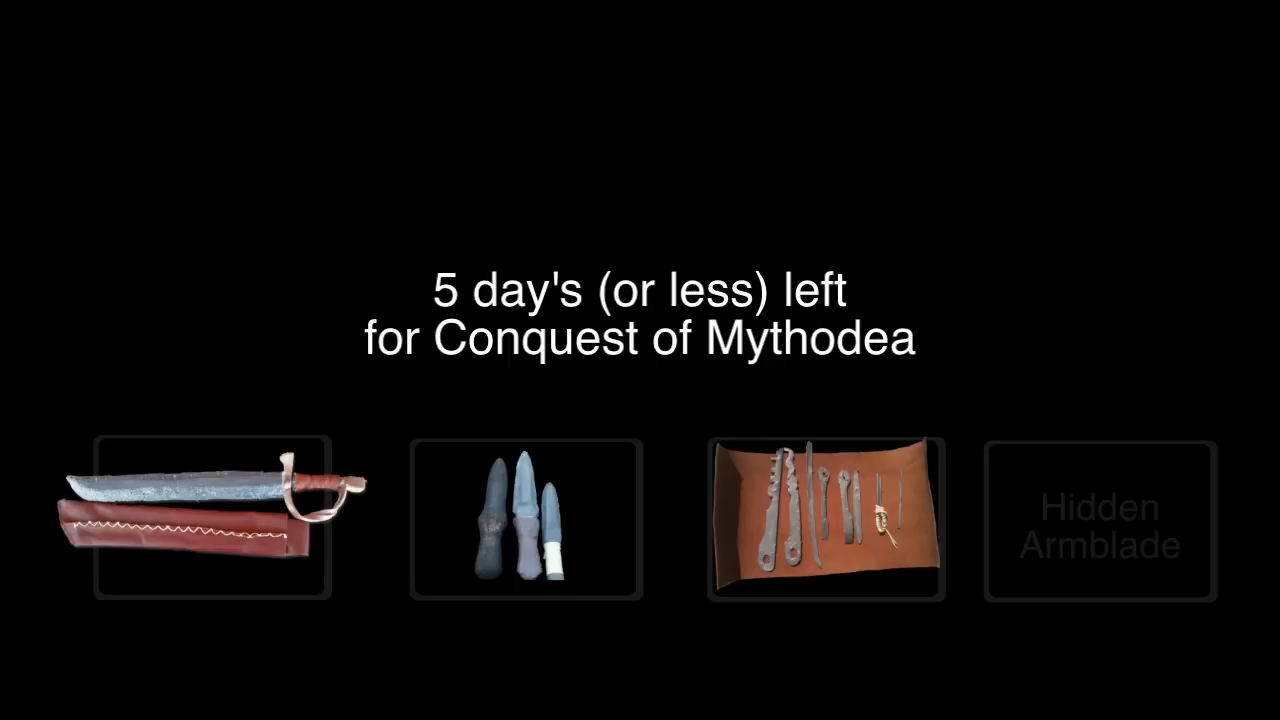 5 day's (or less) left
for Conquest of Mythodea
Hidden
Armblade